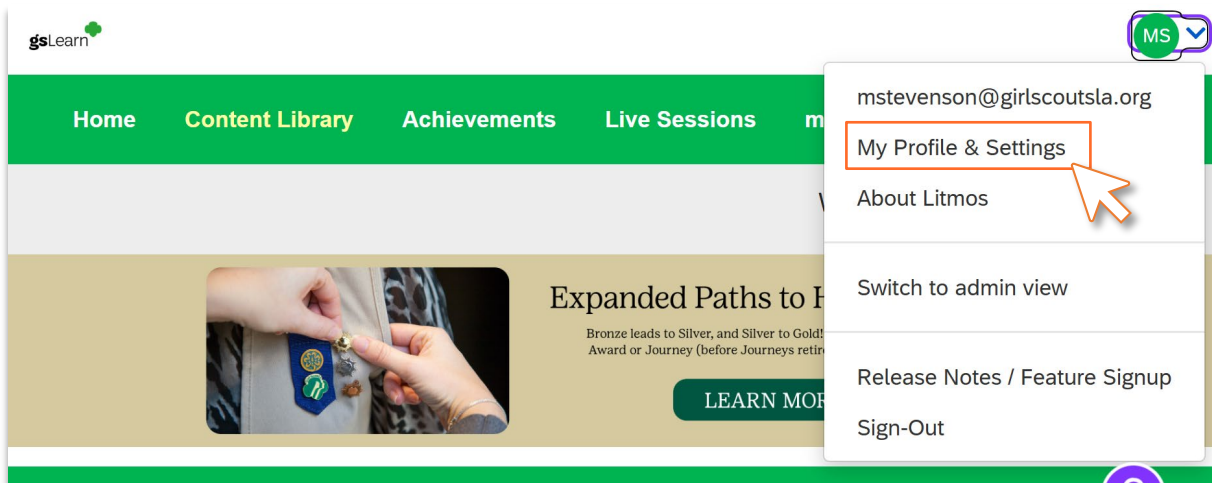 gsLearn
MS
Home Content Library Achievements Live Sessions m
mstevenson@girlscoutsla.org
My Profile & Settings
About Litmos
Switch to admin view
Release Notes / Feature Signup
Sign-Out
Expanded Paths to H
Bronze leads to Silver, and Silver to Gold!
Award or Journey (before Journeys retir
LEARN MOR